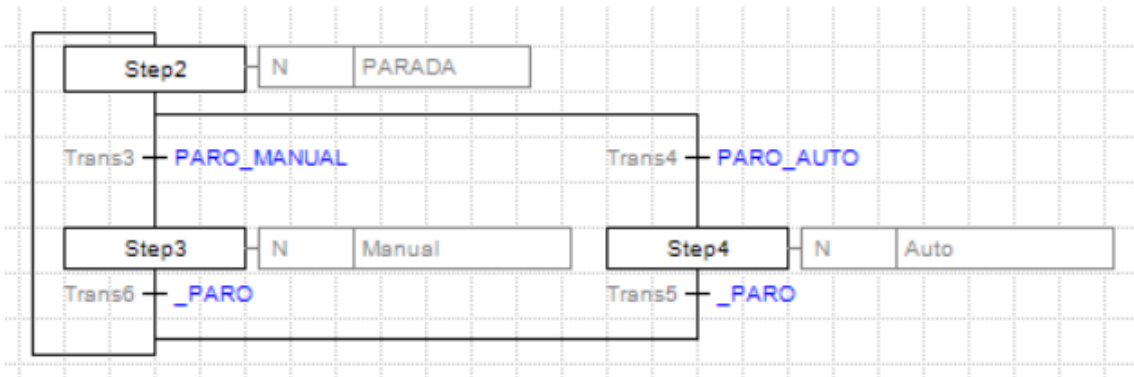 Step2 N PARADA
Trans3 PARO_MANUAL Trans4 PARO_AUTO
Step3 N Manual Step4 N Auto
Trans6 _PARO Trans5 _PARO